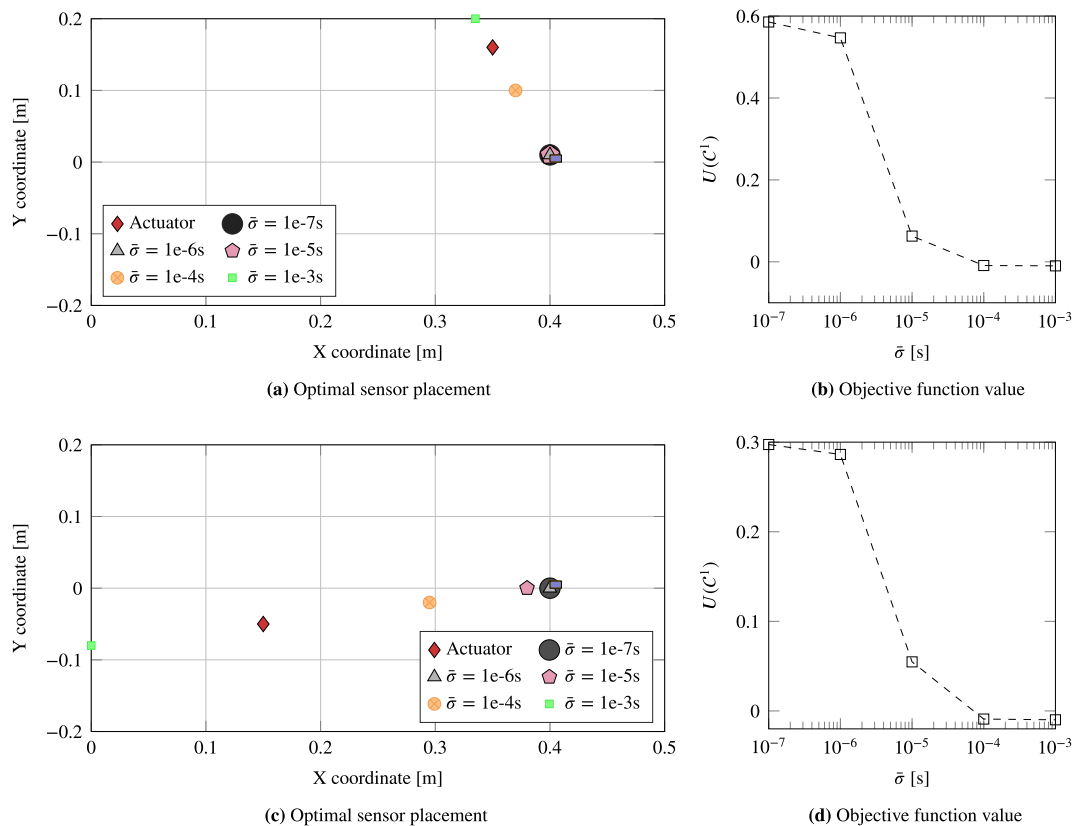 0.2
0.1
0
−0.1
−0.2
Y coordinate [m]
Actuator
σ̄ = 1e-7s
σ̄ = 1e-6s
σ̄ = 1e-5s
σ̄ = 1e-4s
σ̄ = 1e-3s
0 0.1 0.2 0.3 0.4 0.5
X coordinate [m]
(a) Optimal sensor placement
0.6
0.4
0.2
0
U(𝒞¹)
10⁻⁷ 10⁻⁶ 10⁻⁵ 10⁻⁴ 10⁻³
σ̄ [s]
(b) Objective function value
0.2
0.1
0
−0.1
−0.2
Y coordinate [m]
Actuator
σ̄ = 1e-7s
σ̄ = 1e-6s
σ̄ = 1e-5s
σ̄ = 1e-4s
σ̄ = 1e-3s
0 0.1 0.2 0.3 0.4 0.5
X coordinate [m]
(c) Optimal sensor placement
0.3
0.2
0.1
0
U(𝒞¹)
10⁻⁷ 10⁻⁶ 10⁻⁵ 10⁻⁴ 10⁻³
σ̄ [s]
(d) Objective function value